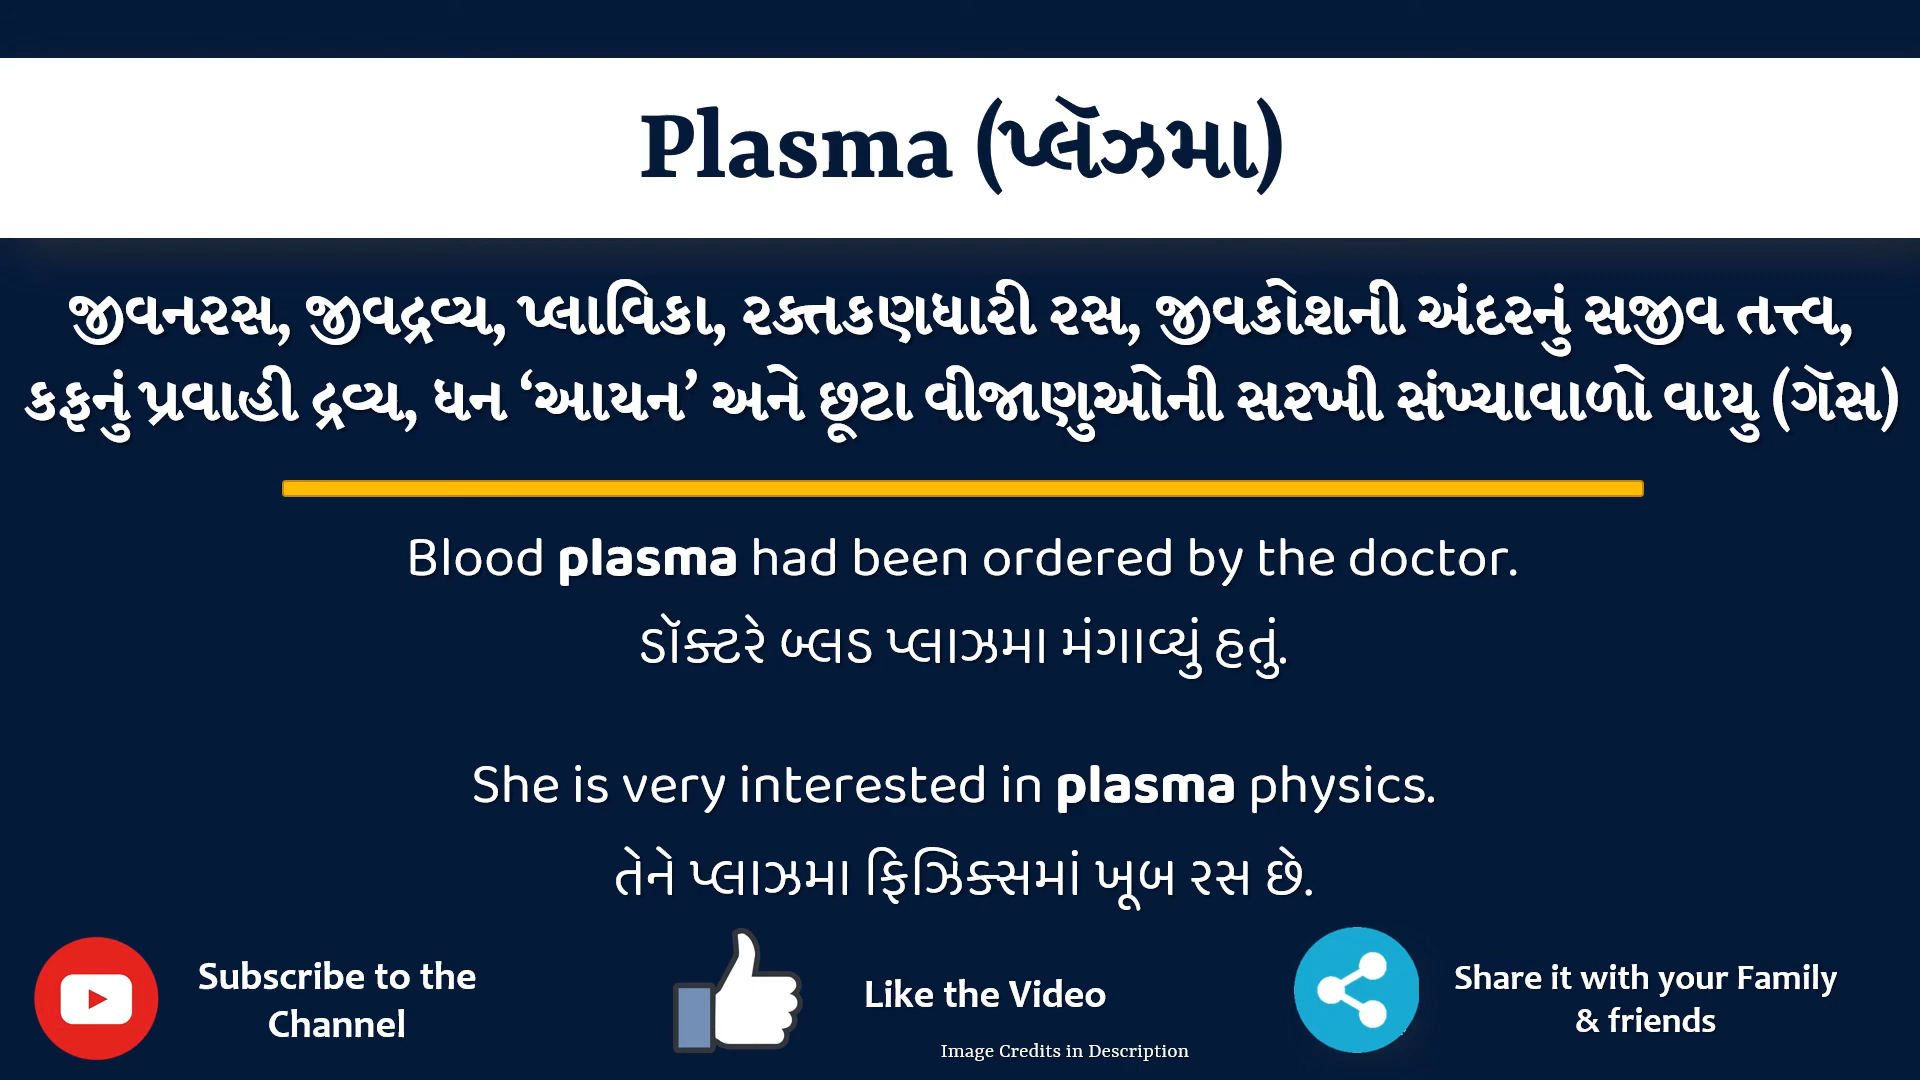 Plasma (પ્લૅઝમા)
જીવનરસ, જીવદ્રવ્ય, પ્લાવિકા, રક્તકણધારી રસ, જીવકોશની અંદરનું સજીવ તત્ત્વ,
કફનું પ્રવાહી દ્રવ્ય, ધન ‘આયન’ અને છૂટા વીજાણુઓની સરખી સંખ્યાવાળો વાયુ (ગૅસ)
Blood plasma had been ordered by the doctor.
ડૉક્ટરે બ્લડ પ્લાઝમા મંગાવ્યું હતું.
She is very interested in plasma physics.
તેને પ્લાઝમા ફિઝિક્સમાં ખૂબ રસ છે.
Subscribe to the
Channel
Like the Video
Share it with your Family
& friends
Image Credits in Description